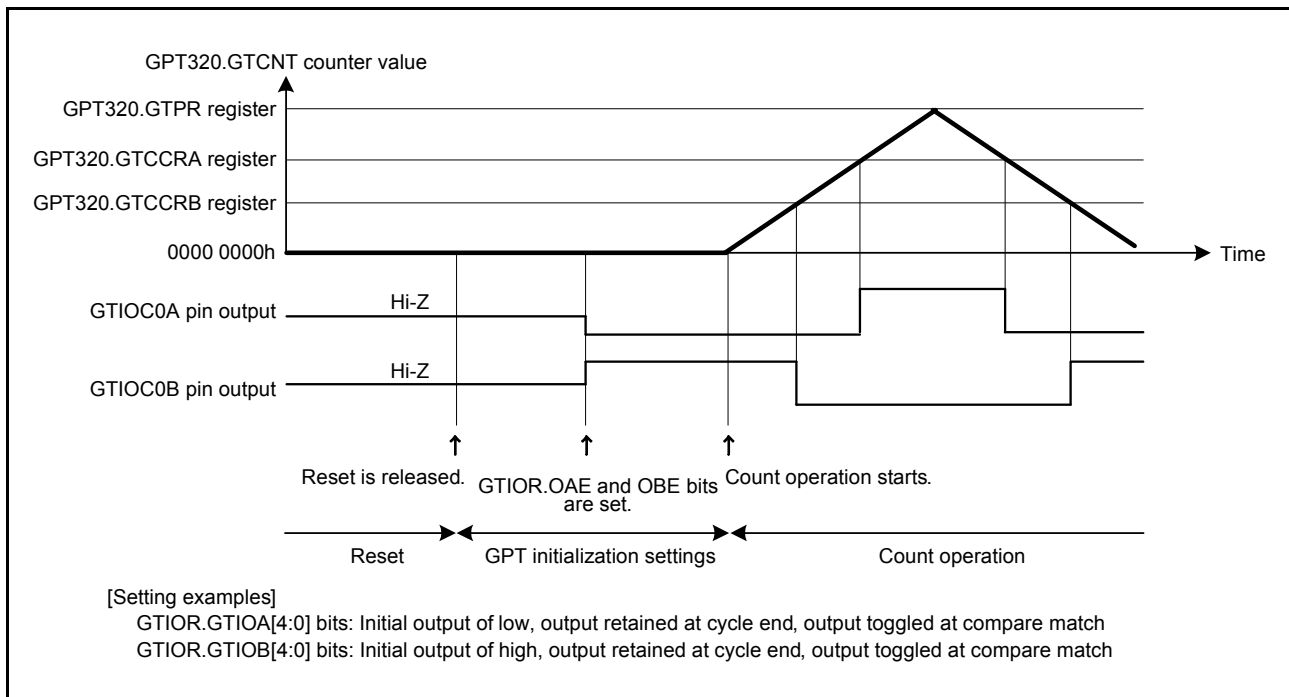 GPT320.GTCNT counter value
GPT320.GTPR register
GPT320.GTCCRA register
GPT320.GTCCRB register
0000 0000h
Time
Hi-Z
GTIOC0A pin output
Hi-Z
GTIOC0B pin output
Reset is released.
GTIOR.OAE and OBE bits
are set.
Count operation starts.
Reset
GPT initialization settings
Count operation
[Setting examples]
GTIOR.GTIOA[4:0] bits: Initial output of low, output retained at cycle end, output toggled at compare match
GTIOR.GTIOB[4:0] bits: Initial output of high, output retained at cycle end, output toggled at compare match